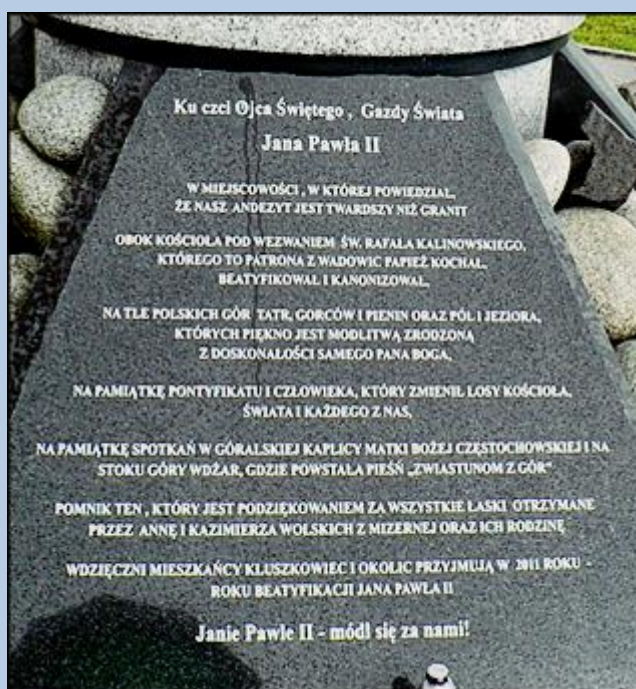 Ku czci Ojca Świętego , Gazdy Świata
Jana Pawła II
W MIEJSCOWOŚCI , W KTÓREJ POWIEDZIAŁ,
ŻE NASZ ANDEZYT JEST TWARDSZY NIŻ GRANIT
OBOK KOŚCIOŁA POD WEZWANIEM ŚW. RAFAŁA KALINOWSKIEGO,
KTÓREGO TO PATRONA Z WADOWIC PAPIEŻ KOCHAŁ,
BEATYFIKOWAŁ I KANONIZOWAŁ,
NA TLE POLSKICH GÓR TATR, GORCÓW I PIENIN ORAZ PÓL I JEZIORA,
KTÓRYCH PIĘKNO JEST MODLITWĄ ZRODZONĄ
Z DOSKONAŁOŚCI SAMEGO PANA BOGA,
NA PAMIĄTKĘ PONTYFIKATU I CZŁOWIEKA, KTÓRY ZMIENIŁ LOSY KOŚCIOŁA,
ŚWIATA I KAŻDEGO Z NAS,
NA PAMIĄTKĘ SPOTKAŃ W GÓRALSKIEJ KAPLICY MATKI BOŻEJ CZĘSTOCHOWSKIEJ I NA
STOKU GÓRY WDŻAR, GDZIE POWSTAŁA PIEŚŃ „ZWIASTUNOM Z GÓR”
POMNIK TEN , KTÓRY JEST PODZIĘKOWANIEM ZA WSZYSTKIE ŁASKI OTRZYMANE
PRZEZ ANNĘ I KAZIMIERZA WOLSKICH Z MIZERNEJ ORAZ ICH RODZINĘ
WDZIĘCZNI MIESZKAŃCY KLUSZKOWIEC I OKOLIC PRZYJMUJĄ W 2011 ROKU -
ROKU BEATYFIKACJI JANA PAWŁA II
Janie Pawle II - módl się za nami!